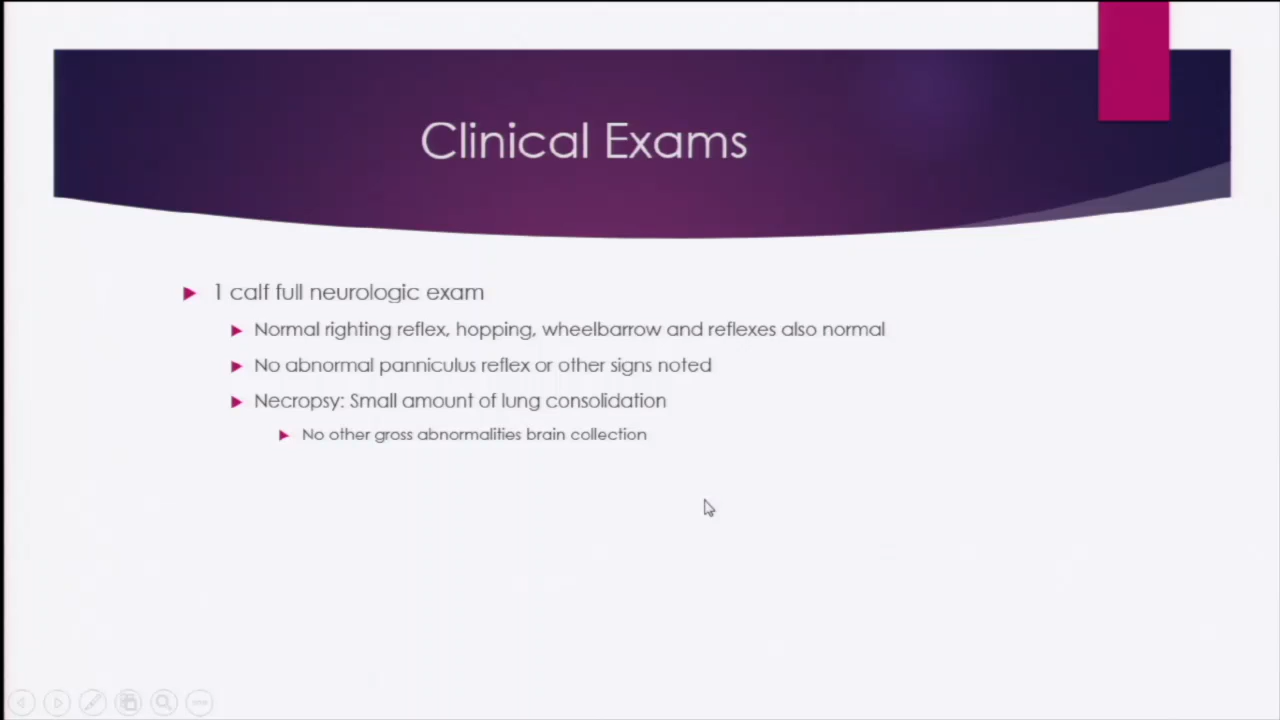 Clinical Exams
1 calf full neurologic exam
Normal righting reflex, hopping, wheelbarrow and reflexes also normal
No abnormal panniculus reflex or other signs noted
Necropsy: Small amount of lung consolidation
No other gross abnormalities brain collection